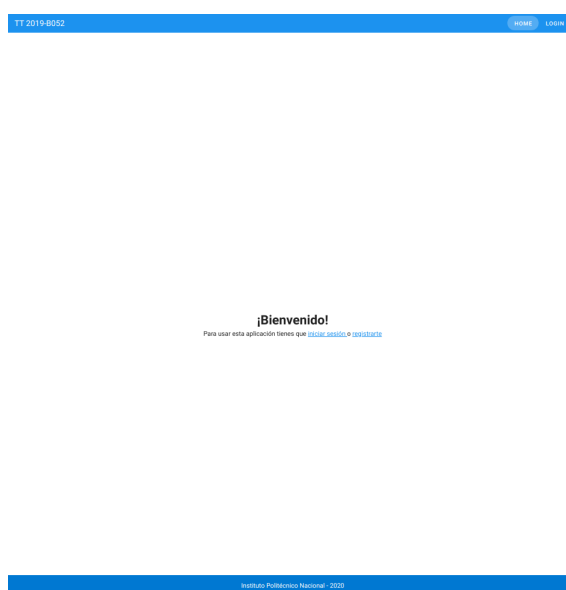 TT 2019-B052 HOME LOGIN
¡Bienvenido!
Para usar esta aplicación tienes que iniciar sesión o registrarte
Instituto Politécnico Nacional - 2020